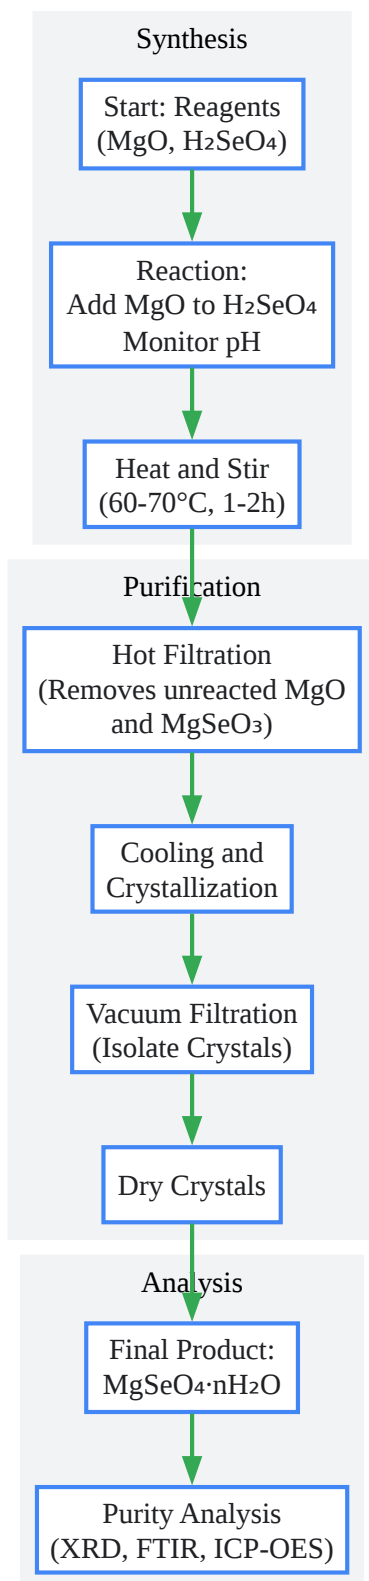 Synthesis
Start: Reagents
(MgO, H₂SeO₄)
Reaction:
Add MgO to H₂SeO₄
Monitor pH
Heat and Stir
(60-70°C, 1-2h)
Purification
Hot Filtration
(Removes unreacted MgO
and MgSeO₃)
Cooling and
Crystallization
Vacuum Filtration
(Isolate Crystals)
Dry Crystals
Analysis
Final Product:
MgSeO₄·nH₂O
Purity Analysis
(XRD, FTIR, ICP-OES)